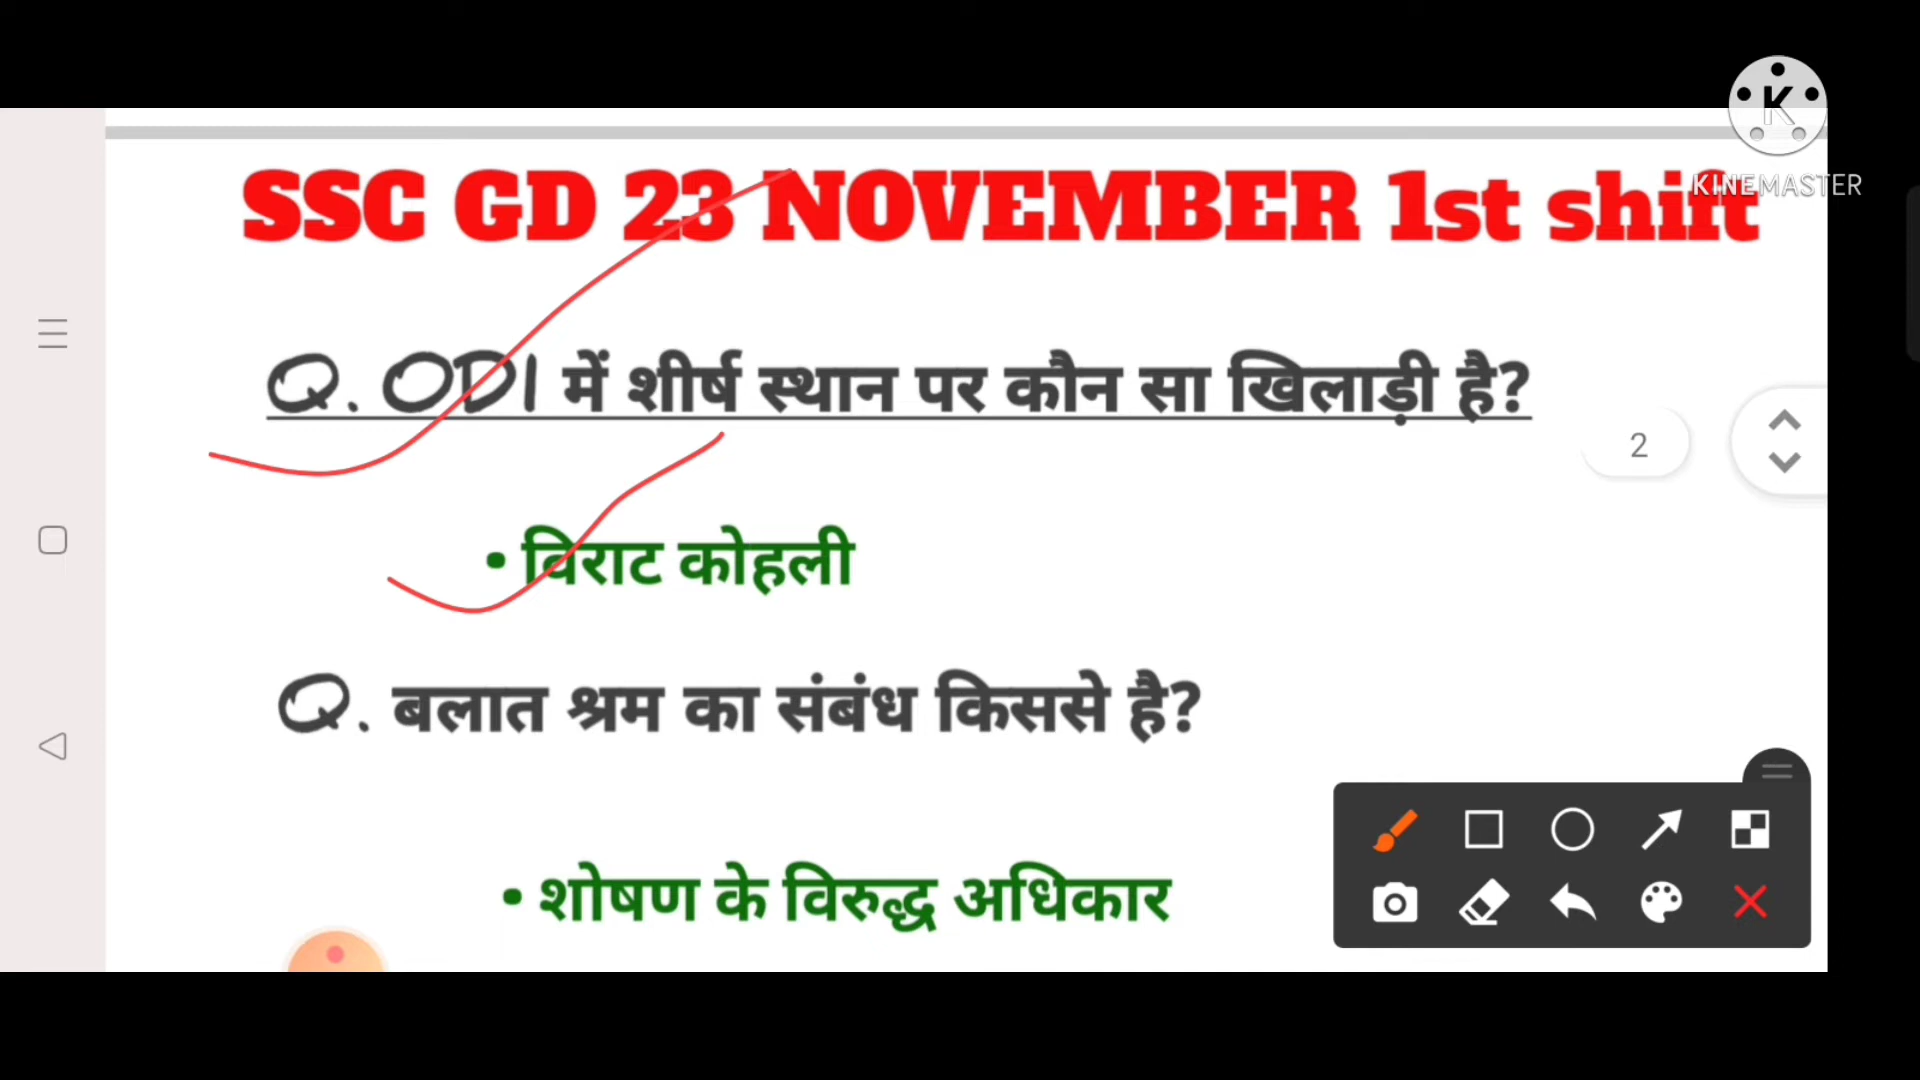 K
KINEMASTER
SSC GD 23 NOVEMBER 1st shift
Q. ODI में शीर्ष स्थान पर कौन सा खिलाड़ी है?
2
• विराट कोहली
Q. बलात श्रम का संबंध किससे है?
• शोषण के विरुद्ध अधिकार